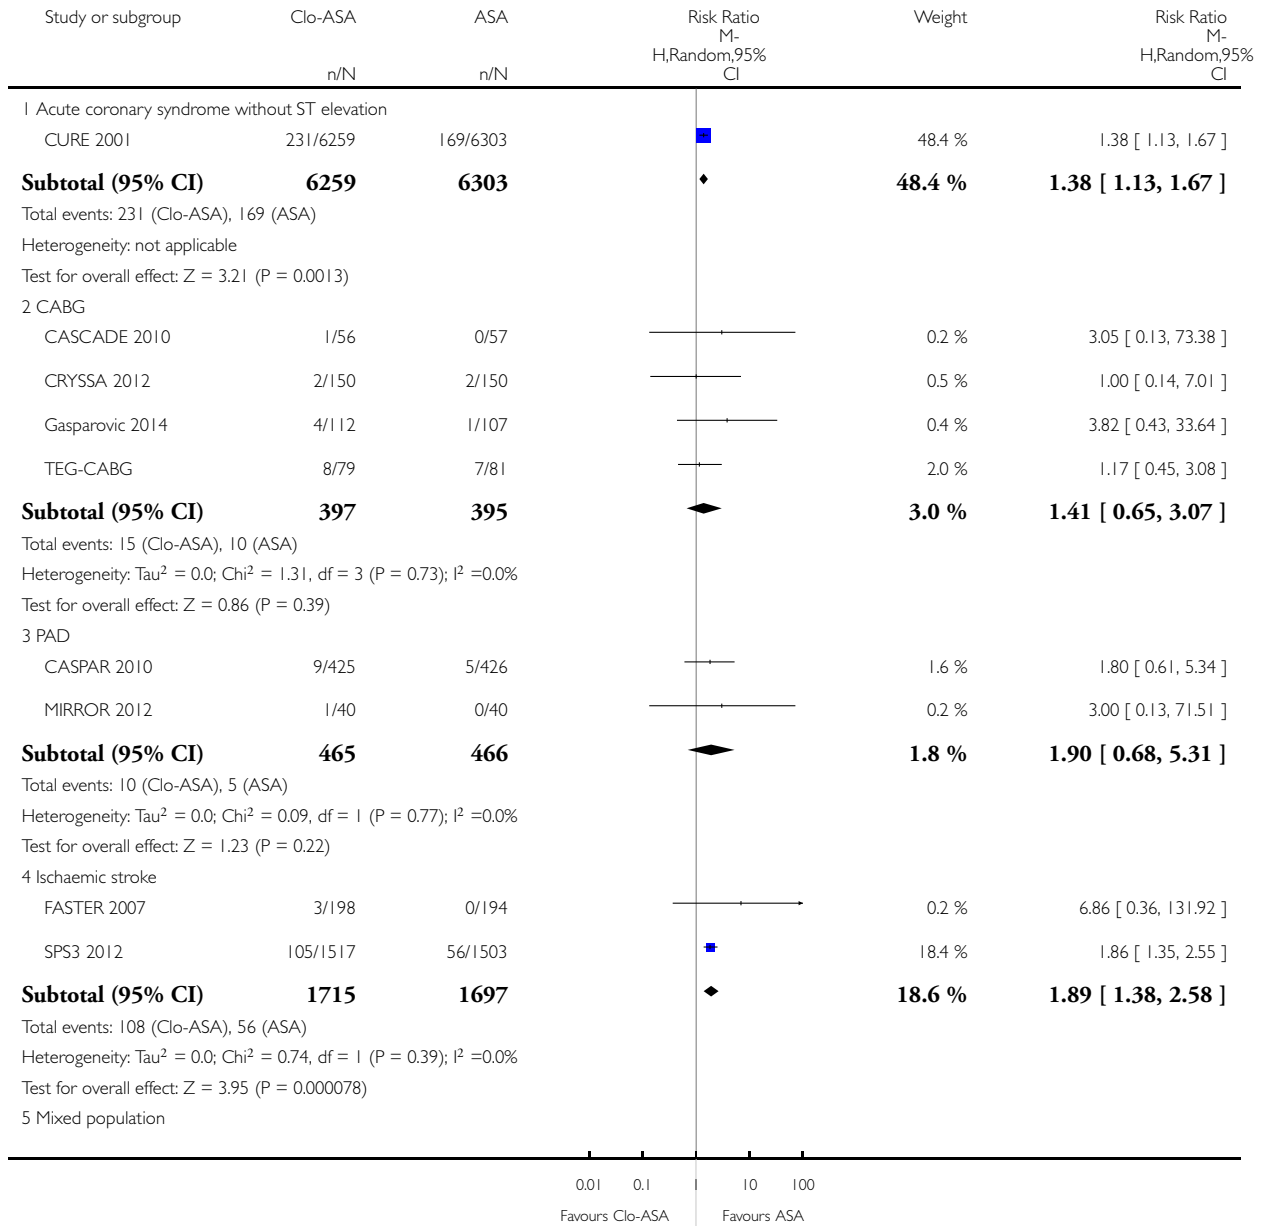 Study or subgroup Clo-ASA ASA Risk Ratio Weight Risk Ratio
M-H,Random,95% CI M-H,Random,95% CI
n/N n/N
1 Acute coronary syndrome without ST elevation
CURE 2001 231/6259 169/6303 48.4 % 1.38 [ 1.13, 1.67 ]
Subtotal (95% CI) 6259 6303 48.4 % 1.38 [ 1.13, 1.67 ]
Total events: 231 (Clo-ASA), 169 (ASA)
Heterogeneity: not applicable
Test for overall effect: Z = 3.21 (P = 0.0013)
2 CABG
CASCADE 2010 1/56 0/57 0.2 % 3.05 [ 0.13, 73.38 ]
CRYSSA 2012 2/150 2/150 0.5 % 1.00 [ 0.14, 7.01 ]
Gasparovic 2014 4/112 1/107 0.4 % 3.82 [ 0.43, 33.64 ]
TEG-CABG 8/79 7/81 2.0 % 1.17 [ 0.45, 3.08 ]
Subtotal (95% CI) 397 395 3.0 % 1.41 [ 0.65, 3.07 ]
Total events: 15 (Clo-ASA), 10 (ASA)
Heterogeneity: Tau² = 0.0; Chi² = 1.31, df = 3 (P = 0.73); I² =0.0%
Test for overall effect: Z = 0.86 (P = 0.39)
3 PAD
CASPAR 2010 9/425 5/426 1.6 % 1.80 [ 0.61, 5.34 ]
MIRROR 2012 1/40 0/40 0.2 % 3.00 [ 0.13, 71.51 ]
Subtotal (95% CI) 465 466 1.8 % 1.90 [ 0.68, 5.31 ]
Total events: 10 (Clo-ASA), 5 (ASA)
Heterogeneity: Tau² = 0.0; Chi² = 0.09, df = 1 (P = 0.77); I² =0.0%
Test for overall effect: Z = 1.23 (P = 0.22)
4 Ischaemic stroke
FASTER 2007 3/198 0/194 0.2 % 6.86 [ 0.36, 131.92 ]
SPS3 2012 105/1517 56/1503 18.4 % 1.86 [ 1.35, 2.55 ]
Subtotal (95% CI) 1715 1697 18.6 % 1.89 [ 1.38, 2.58 ]
Total events: 108 (Clo-ASA), 56 (ASA)
Heterogeneity: Tau² = 0.0; Chi² = 0.74, df = 1 (P = 0.39); I² =0.0%
Test for overall effect: Z = 3.95 (P = 0.000078)
5 Mixed population
0.01 0.1 1 10 100
Favours Clo-ASA Favours ASA